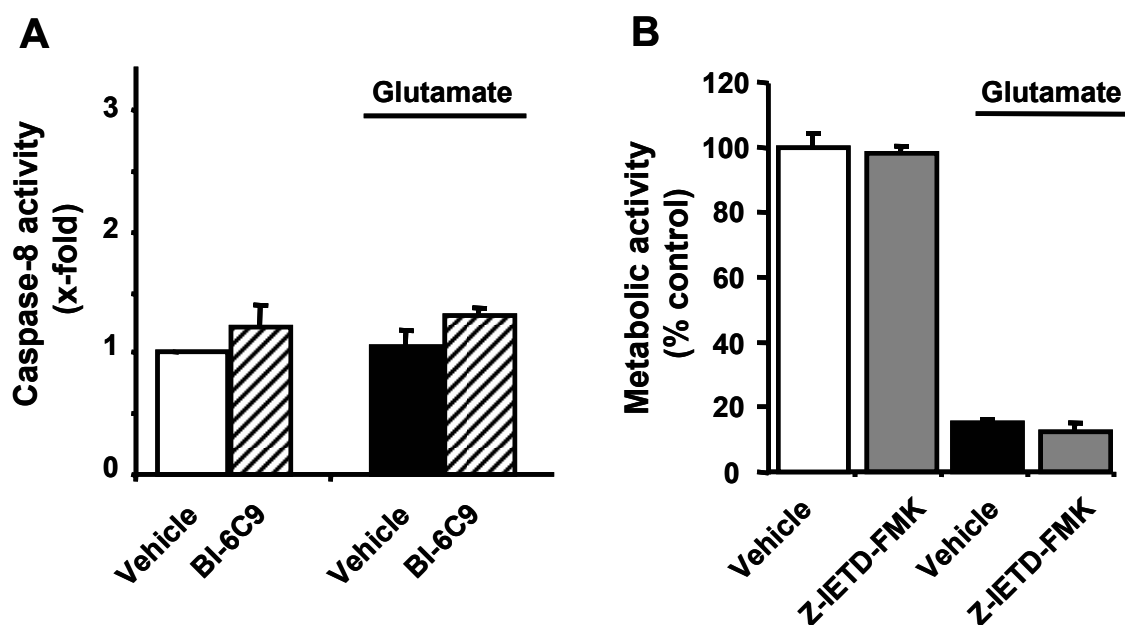 A
Caspase-8 activity
(x-fold)
3
2
1
0
Glutamate
Vehicle
BI-6C9
Vehicle
BI-6C9
B
Metabolic activity
(% control)
120
100
80
60
40
20
0
Glutamate
Vehicle
Z-IETD-FMK
Vehicle
Z-IETD-FMK